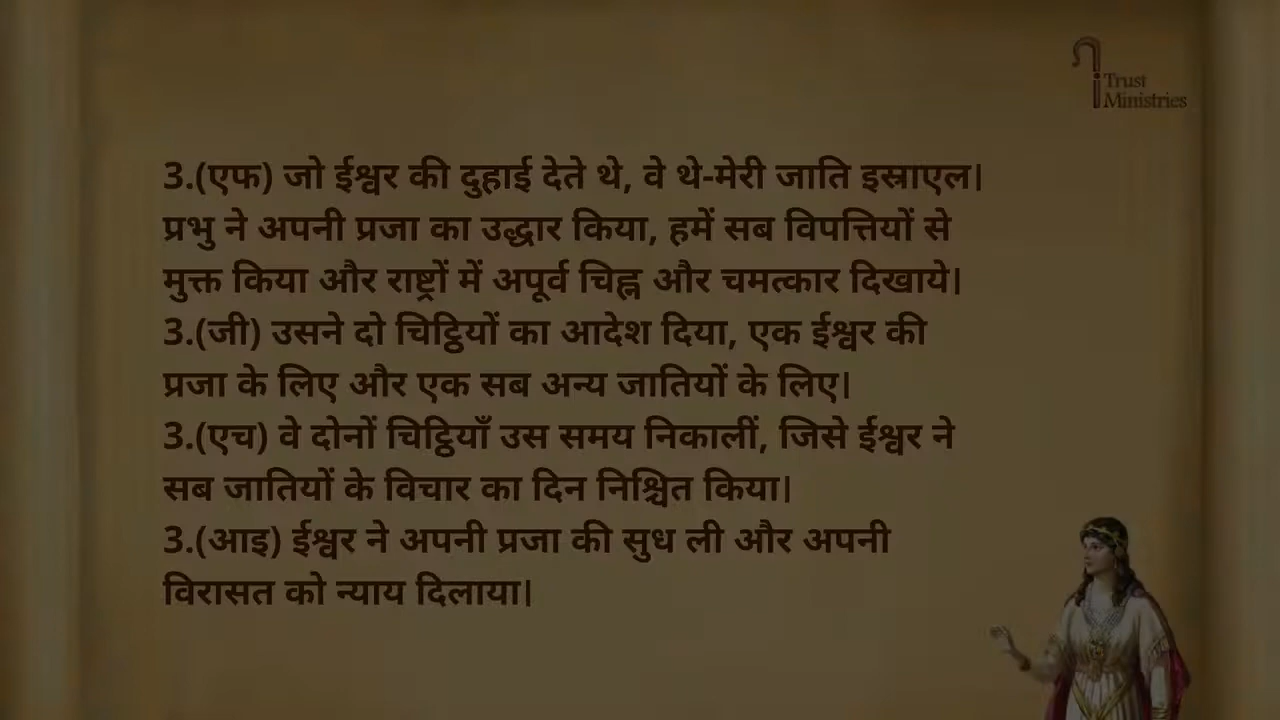 Trust
Ministries
3.(एफ) जो ईश्वर की दुहाई देते थे, वे थे-मेरी जाति इस्राएल।
प्रभु ने अपनी प्रजा का उद्धार किया, हमें सब विपत्तियों से
मुक्त किया और राष्ट्रों में अपूर्व चिह्न और चमत्कार दिखाये।
3.(जी) उसने दो चिट्ठियों का आदेश दिया, एक ईश्वर की
प्रजा के लिए और एक सब अन्य जातियों के लिए।
3.(एच) वे दोनों चिट्ठियाँ उस समय निकालीं, जिसे ईश्वर ने
सब जातियों के विचार का दिन निश्चित किया।
3.(आइ) ईश्वर ने अपनी प्रजा की सुध ली और अपनी
विरासत को न्याय दिलाया।